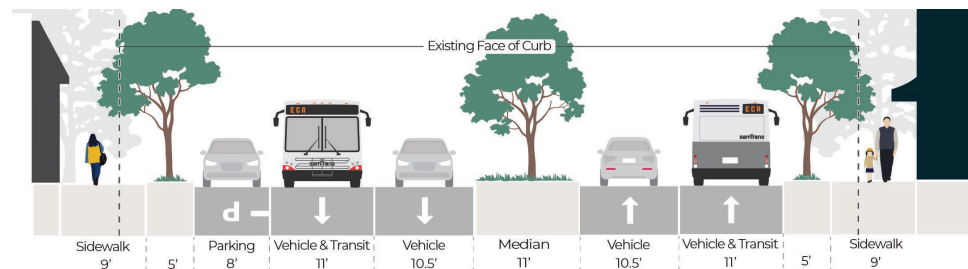 Existing Face of Curb
ECR
samTrans
ECR
samTrans
P
Sidewalk
9'
5'
Parking
8'
Vehicle & Transit
11'
Vehicle
10.5'
Median
11'
Vehicle
10.5'
Vehicle & Transit
11'
5'
Sidewalk
9'